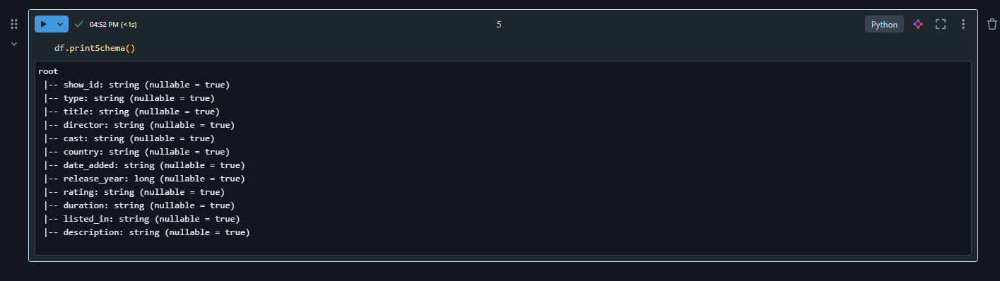 04:52 PM (<1s)
5
Python
df.printSchema()
root
 |-- show_id: string (nullable = true)
 |-- type: string (nullable = true)
 |-- title: string (nullable = true)
 |-- director: string (nullable = true)
 |-- cast: string (nullable = true)
 |-- country: string (nullable = true)
 |-- date_added: string (nullable = true)
 |-- release_year: long (nullable = true)
 |-- rating: string (nullable = true)
 |-- duration: string (nullable = true)
 |-- listed_in: string (nullable = true)
 |-- description: string (nullable = true)